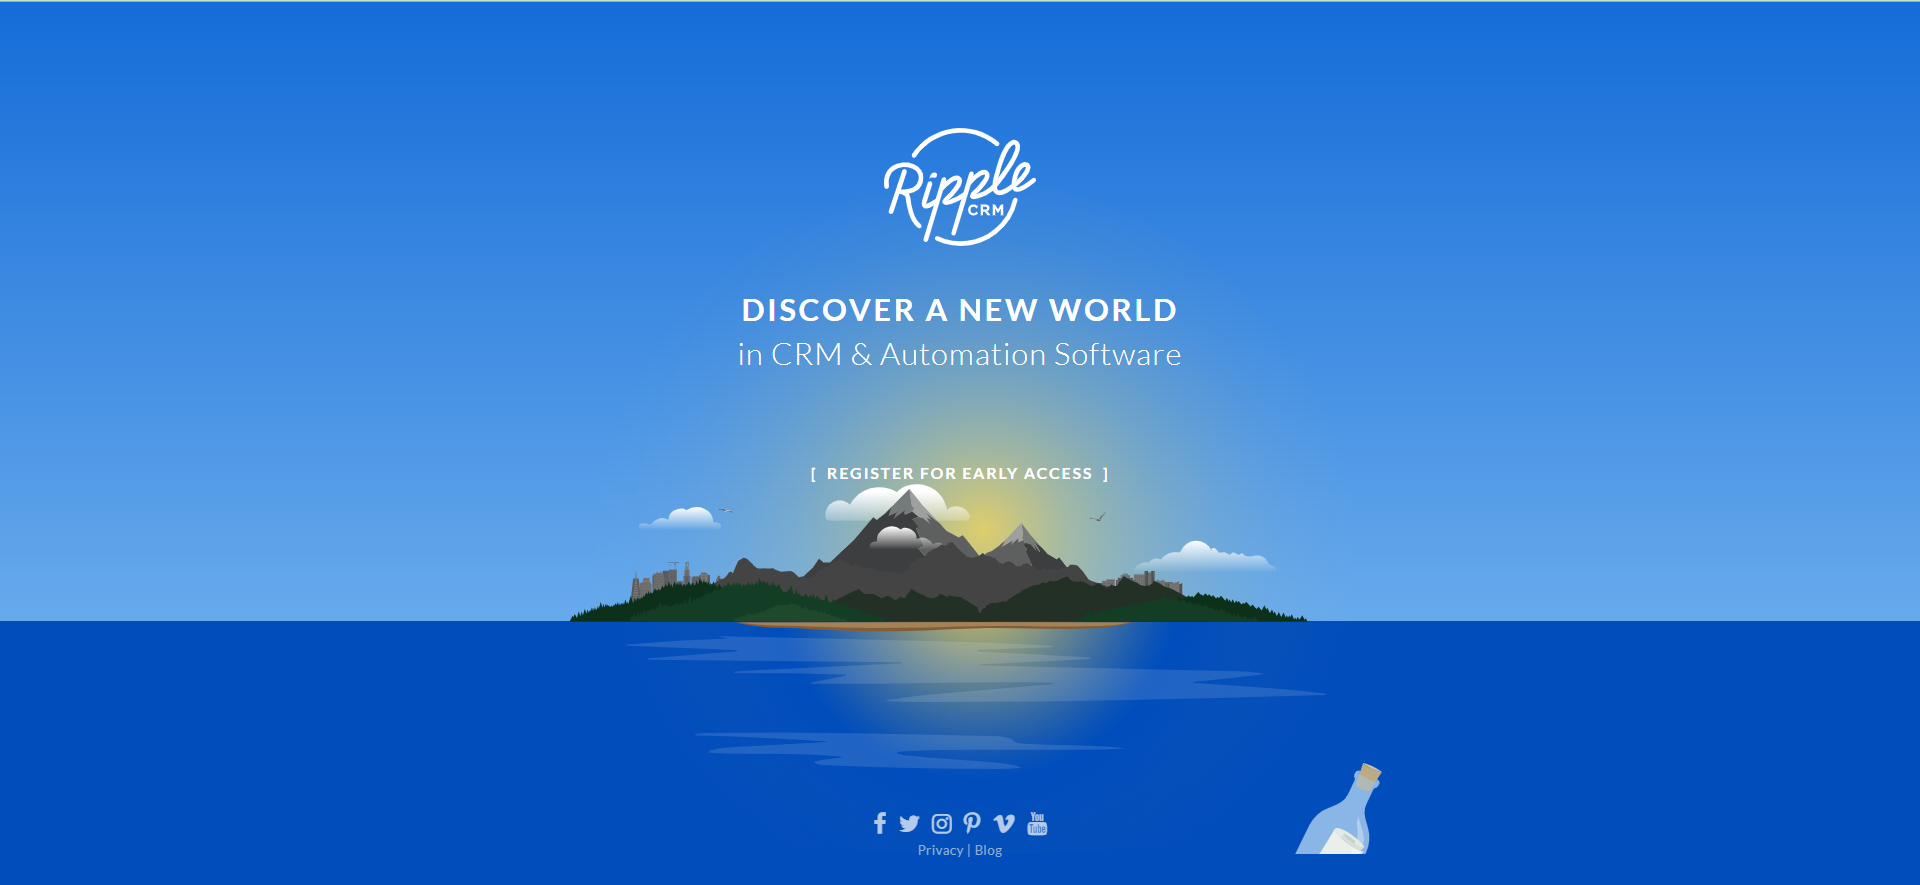 Ripple
CRM
DISCOVER A NEW WORLD
in CRM & Automation Software
[ REGISTER FOR EARLY ACCESS ]
You
Tube
Privacy | Blog